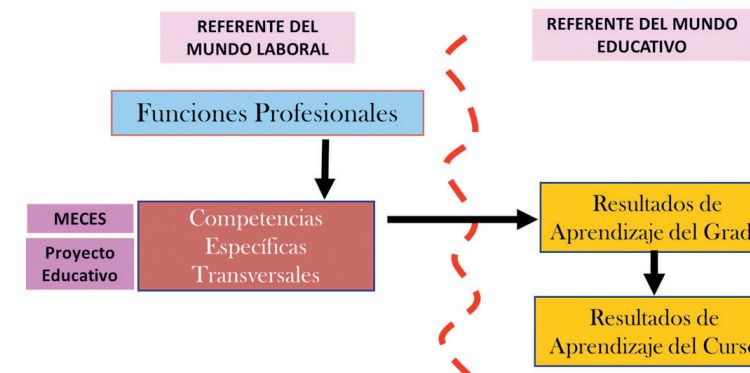 REFERENTE DEL
MUNDO LABORAL
REFERENTE DEL MUNDO
EDUCATIVO
Funciones Profesionales
MECES
Proyecto
Educativo
Competencias
Específicas
Transversales
Resultados de
Aprendizaje del Grad
Resultados de
Aprendizaje del Curso